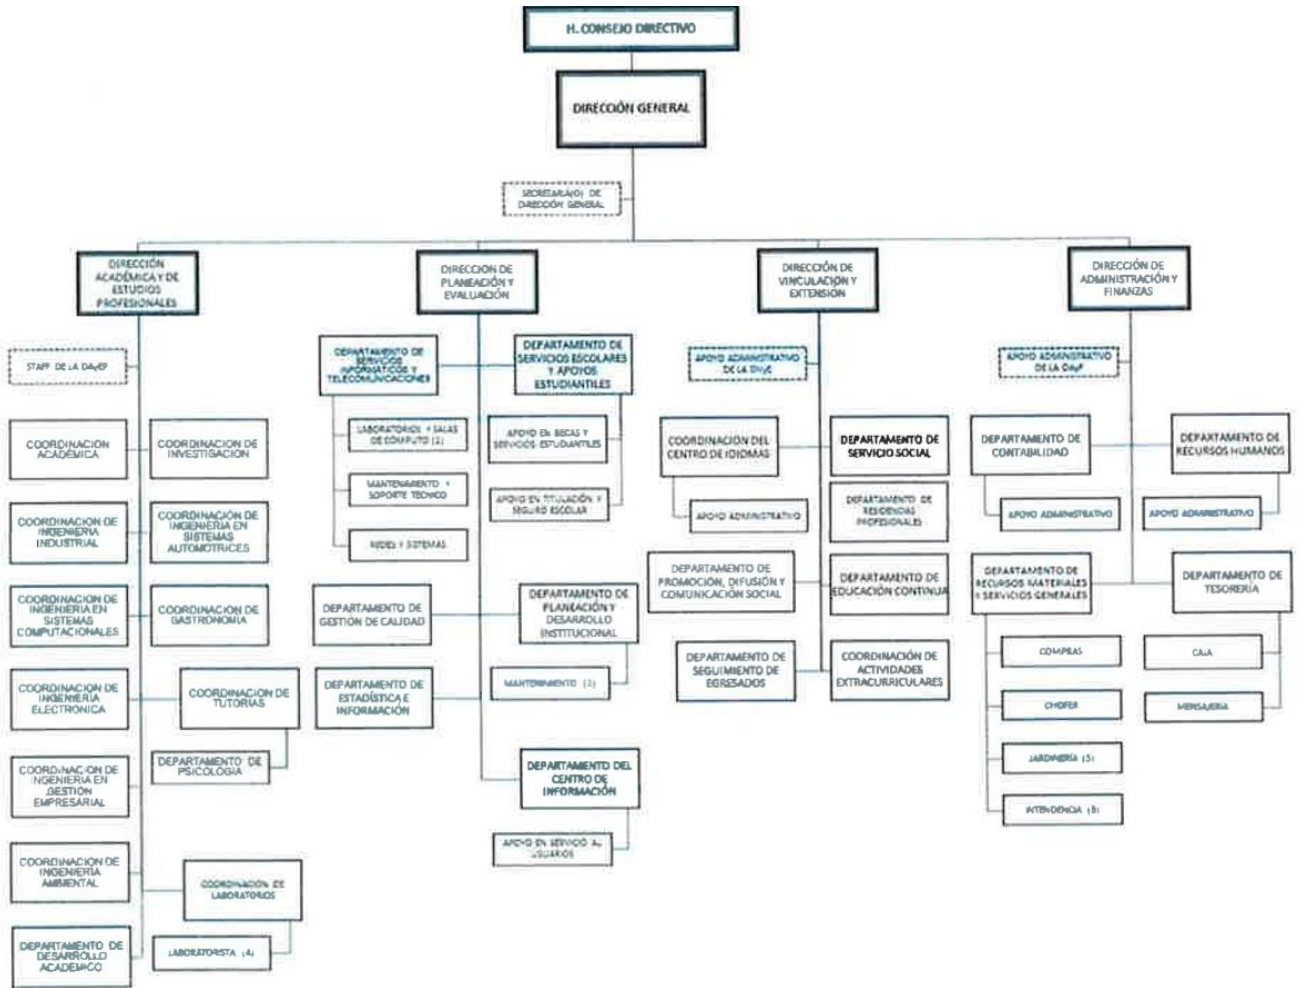 H. CONSEJO DIRECTIVO
DIRECCIÓN GENERAL
SECRETARIA(O) DE
DIRECCIÓN GENERAL
DIRECCIÓN
ACADÉMICA Y DE
ESTUDIOS
PROFESIONALES
DIRECCION DE
PLANEACIÓN Y
EVALUACIÓN
DIRECCIÓN DE
VINCULACIÓN Y
EXTENSION
DIRECCIÓN DE
ADMINISTRACIÓN Y
FINANZAS
STAFF DE LA DAyEP
COORDINACION
ACADÉMICA
COORDINACION DE
INVESTIGACION
COORDINACION DE
INGENIERIA
INDUSTRIAL
COORDINACIÓN DE
INGENIERIA EN
SISTEMAS
AUTOMOTRICES
COORDINACION DE
INGENIERIA EN
SISTEMAS
COMPUTACIONALES
COORDINACION DE
GASTRONOMIA
COORDINACION DE
INGENIERIA
ELECTRONICA
COORDINACION DE
TUTORIAS
DEPARTAMENTO DE
PSICOLOGIA
COORDINACION DE
INGENIERIA EN
GESTIÓN
EMPRESARIAL
COORDINACION DE
INGENIERIA
AMBIENTAL
COORDINACION DE
LABORATORIOS
LABORATORISTA (4)
DEPARTAMENTO DE
DESARROLLO
ACADÉMICO
DEPARTAMENTO DE
SERVICIOS
INFORMATICOS Y
TELECOMUNICACIONES
DEPARTAMENTO DE
SERVICIOS ESCOLARES
Y APOYOS
ESTUDIANTILES
LABORATORIOS Y SALAS
DE COMPUTO (2)
MANTENIMIENTO Y
SOPORTE TÉCNICO
REDES Y SISTEMAS
APOYO EN BECAS Y
SERVICIOS ESTUDIANTILES
APOYO EN TITULACIÓN Y
SEGURO ESCOLAR
DEPARTAMENTO DE
GESTIÓN DE CALIDAD
DEPARTAMENTO DE
PLANEACIÓN Y
DESARROLLO
INSTITUCIONAL
MANTENIMIENTO (2)
DEPARTAMENTO DE
ESTADÍSTICA E
INFORMACIÓN
DEPARTAMENTO DEL
CENTRO DE
INFORMACIÓN
APOYO EN SERVICIO AL
USUARIOS
APOYO ADMINISTRATIVO
DE LA DVyE
COORDINACIÓN DEL
CENTRO DE IDIOMAS
APOYO ADMINISTRATIVO
DEPARTAMENTO DE
SERVICIO SOCIAL
DEPARTAMENTO DE
RESIDENCIAS
PROFESIONALES
DEPARTAMENTO DE
PROMOCIÓN, DIFUSIÓN Y
COMUNICACIÓN SOCIAL
DEPARTAMENTO DE
EDUCACIÓN CONTINUA
DEPARTAMENTO DE
SEGUIMIENTO DE
EGRESADOS
COORDINACIÓN DE
ACTIVIDADES
EXTRACURRICULARES
APOYO ADMINISTRATIVO
DE LA DAyF
DEPARTAMENTO DE
CONTABILIDAD
APOYO ADMINISTRATIVO
DEPARTAMENTO DE
RECURSOS HUMANOS
APOYO ADMINISTRATIVO
DEPARTAMENTO DE
RECURSOS MATERIALES
Y SERVICIOS GENERALES
COMPRAS
CHOFER
JARDINERÍA (3)
INTENDENCIA (8)
DEPARTAMENTO DE
TESORERÍA
CAJA
MENSAJERIA